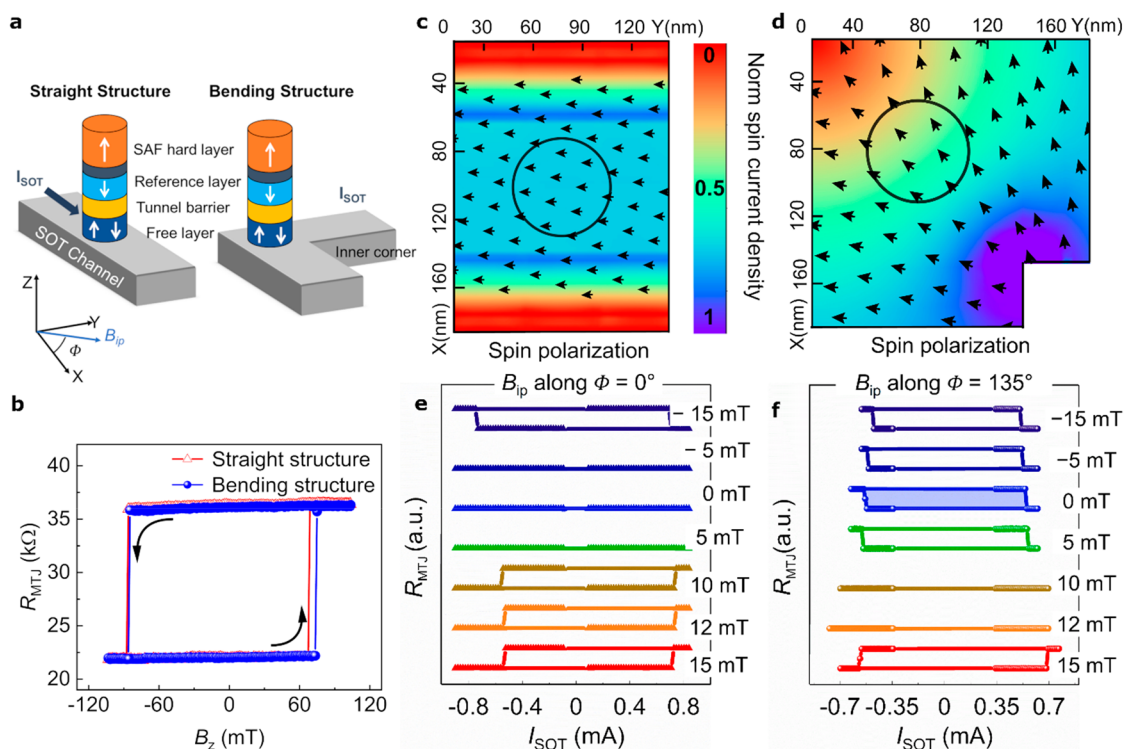 a
Straight Structure
Bending Structure
SAF hard layer
Reference layer
Tunnel barrier
Free layer
I_SOT
I_SOT
SOT Channel
Inner corner
Z
Y
B_ip
Φ
X
b
Straight structure
Bending structure
R_MTJ (kΩ)
41
36
31
26
21
-120
-60
0
60
120
B_z (mT)
c
0 30 60 90 120 Y(nm)
40
80
120
160
X(nm)
Spin polarization
Norm spin current density
0
0.5
1
d
0 40 80 120 160 Y(nm)
40
80
120
160
X(nm)
Spin polarization
e
B_ip along Φ = 0°
− 15 mT
− 5 mT
0 mT
5 mT
10 mT
12 mT
15 mT
R_MTJ (a.u.)
-0.8 -0.4 0 0.4 0.8
I_SOT (mA)
f
B_ip along Φ = 135°
−15 mT
−5 mT
0 mT
5 mT
10 mT
12 mT
15 mT
R_MTJ(a.u.)
-0.7 -0.35 0 0.35 0.7
I_SOT (mA)